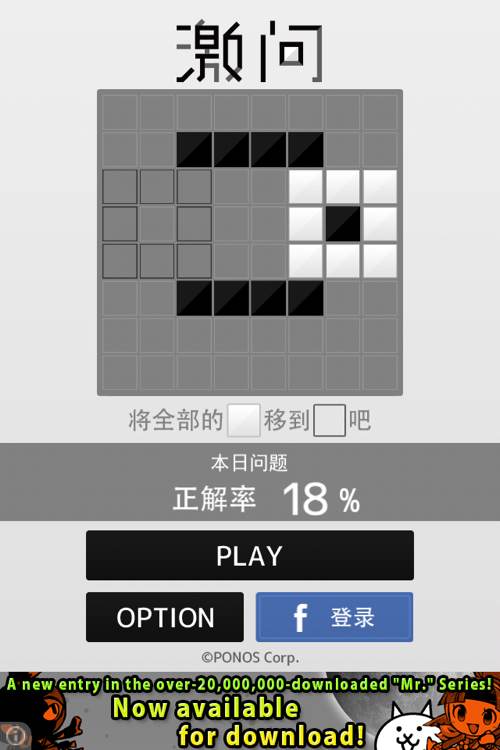 激问
将全部的 移到 吧
本日问题
正解率 18 %
PLAY
OPTION
f 登录
©PONOS Corp.
A new entry in the over-20,000,000-downloaded "Mr." Series!
Now available
for download!